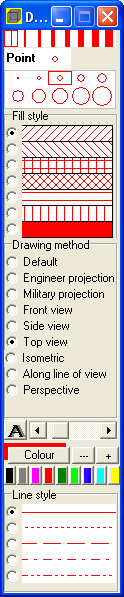 D...
Point
Fill style
Drawing method
Default
Engineer projection
Military projection
Front view
Side view
Top view
Isometric
Along line of view
Perspective
A
Colour
---
+
Line style